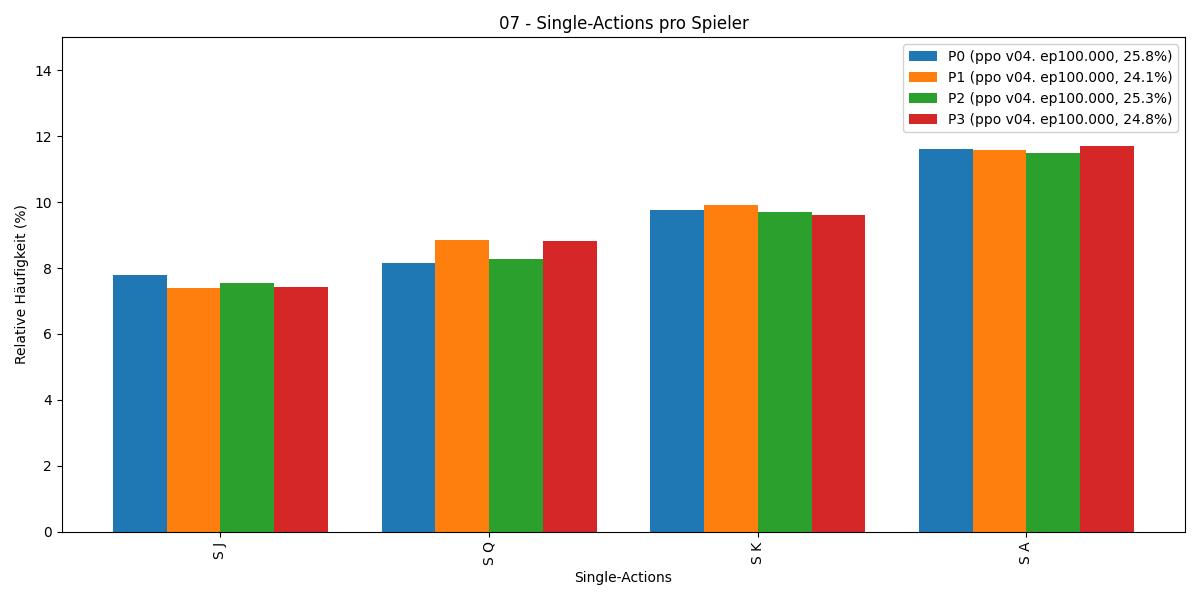 07 - Single-Actions pro Spieler
P0 (ppo v04. ep100.000, 25.8%)
P1 (ppo v04. ep100.000, 24.1%)
P2 (ppo v04. ep100.000, 25.3%)
P3 (ppo v04. ep100.000, 24.8%)
Relative Häufigkeit (%)
14
12
10
8
6
4
2
0
S J
S Q
S K
S A
Single-Actions